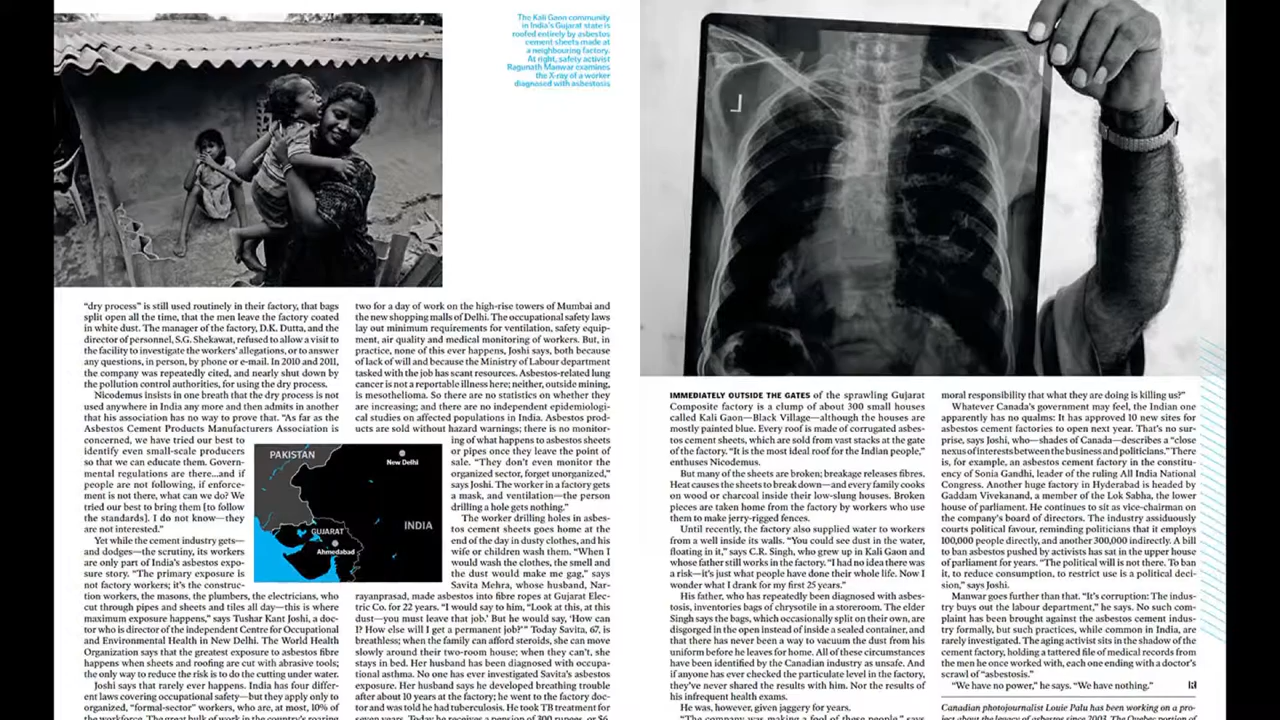 The Kali Gaon community
in India's Gujarat state is
roofed entirely by asbestos
cement sheets made at
a neighbouring factory.
At right, safety activist
Ragunath Manwar examines
the X-ray of a worker
diagnosed with asbestosis
"dry process" is still used routinely in their factory, that bags
split open all the time, that the men leave the factory coated
in white dust. The manager of the factory, D.K. Dutta, and the
director of personnel, S.G. Shekawat, refused to allow a visit to
the facility to investigate the workers' allegations, or to answer
any questions, in person, by phone or e-mail. In 2010 and 2011,
the company was repeatedly cited, and nearly shut down by
the pollution control authorities, for using the dry process.
Nicodemus insists in one breath that the dry process is not
used anywhere in India any more and then admits in another
that his association has no way to prove that. "As far as the
Asbestos Cement Products Manufacturers Association is
concerned, we have tried our best to
identify even small-scale producers
so that we can educate them. Govern-
mental regulations are there...and if
people are not following, if enforce-
ment is not there, what can we do? We
tried our best to bring them [to follow
the standards]. I do not know—they
are not interested."
Yet while the cement industry gets—
and dodges—the scrutiny, its workers
are only part of India's asbestos expo-
sure story. "The primary exposure is
not factory workers; it's the construc-
tion workers, the masons, the plumbers, the electricians, who
cut through pipes and sheets and tiles all day—this is where
maximum exposure happens," says Tushar Kant Joshi, a doc-
tor who is director of the independent Centre for Occupational
and Environmental Health in New Delhi. The World Health
Organization says that the greatest exposure to asbestos fibre
happens when sheets and roofing are cut with abrasive tools;
the only way to reduce the risk is to do the cutting under water.
Joshi says that rarely ever happens. India has four differ-
ent laws covering occupational safety—but they apply only to
organized, "formal-sector" workers, who are, at most, 10% of
the workforce. The great bulk of work in the country's roaring
two for a day of work on the high-rise towers of Mumbai and
the new shopping malls of Delhi. The occupational safety laws
lay out minimum requirements for ventilation, safety equip-
ment, air quality and medical monitoring of workers. But, in
practice, none of this ever happens, Joshi says, both because
of lack of will and because the Ministry of Labour department
tasked with the job has scant resources. Asbestos-related lung
cancer is not a reportable illness here; neither, outside mining,
is mesothelioma. So there are no statistics on whether they
are increasing; and there are no independent epidemiologi-
cal studies on affected populations in India. Asbestos prod-
ucts are sold without hazard warnings; there is no monitor-
ing of what happens to asbestos sheets
or pipes once they leave the point of
sale. "They don't even monitor the
organized sector, forget unorganized,"
says Joshi. The worker in a factory gets
a mask, and ventilation—the person
drilling a hole gets nothing."
The worker drilling holes in asbes-
tos cement sheets goes home at the
end of the day in dusty clothes, and his
wife or children wash them. "When I
would wash the clothes, the smell and
the dust would make me gag," says
Savita Mehra, whose husband, Nar-
rayanprasad, made asbestos into fibre ropes at Gujarat Elec-
tric Co. for 22 years. "I would say to him, "Look at this, at this
dust—you must leave that job.' But he would say, 'How can
I? How else will I get a permanent job?'" Today Savita, 67, is
breathless; when the family can afford steroids, she can move
slowly around their two-room house; when they can't, she
stays in bed. Her husband has been diagnosed with occupa-
tional asthma. No one has ever investigated Savita's asbestos
exposure. Her husband says he developed breathing trouble
after about 10 years at the factory; he went to the factory doc-
tor and was told he had tuberculosis. He took TB treatment for
seven years. Today he receives a pension of 300 rupees, or $6,
PAKISTAN
New Delhi
INDIA
GUJARAT
Ahmedabad
IMMEDIATELY OUTSIDE THE GATES of the sprawling Gujarat
Composite factory is a clump of about 300 small houses
called Kali Gaon—Black Village—although the houses are
mostly painted blue. Every roof is made of corrugated asbes-
tos cement sheets, which are sold from vast stacks at the gate
of the factory. "It is the most ideal roof for the Indian people,"
enthuses Nicodemus.
But many of the sheets are broken; breakage releases fibres.
Heat causes the sheets to break down—and every family cooks
on wood or charcoal inside their low-slung houses. Broken
pieces are taken home from the factory by workers who use
them to make jerry-rigged fences.
Until recently, the factory also supplied water to workers
from a well inside its walls. "You could see dust in the water,
floating in it," says C.R. Singh, who grew up in Kali Gaon and
whose father still works in the factory. "I had no idea there was
a risk—it's just what people have done their whole life. Now I
wonder what I drank for my first 25 years."
His father, who has repeatedly been diagnosed with asbes-
tosis, inventories bags of chrysotile in a storeroom. The elder
Singh says the bags, which occasionally split on their own, are
disgorged in the open instead of inside a sealed container, and
that there has never been a way to vacuum the dust from his
uniform before he leaves for home. All of these circumstances
have been identified by the Canadian industry as unsafe. And
if anyone has ever checked the particulate level in the factory,
they've never shared the results with him. Nor the results of
his infrequent health exams.
He was, however, given jaggery for years.
"The company was making a fool of these people," says
moral responsibility that what they are doing is killing us?"
Whatever Canada's government may feel, the Indian one
apparently has no qualms: It has approved 10 new sites for
asbestos cement factories to open next year. That's no sur-
prise, says Joshi, who—shades of Canada—describes a "close
nexus of interests between the business and politicians." There
is, for example, an asbestos cement factory in the constitu-
ency of Sonia Gandhi, leader of the ruling All India National
Congress. Another huge factory in Hyderabad is headed by
Gaddam Vivekanand, a member of the Lok Sabha, the lower
house of parliament. He continues to sit as vice-chairman on
the company's board of directors. The industry assiduously
courts political favour, reminding politicians that it employs
100,000 people directly, and another 300,000 indirectly. A bill
to ban asbestos pushed by activists has sat in the upper house
of parliament for years. "The political will is not there. To ban
it, to reduce consumption, to restrict use is a political deci-
sion," says Joshi.
Manwar goes further than that. "It's corruption: The indus-
try buys out the labour department," he says. No such com-
plaint has been brought against the asbestos cement indus-
try formally, but such practices, while common in India, are
rarely investigated. The aging activist sits in the shadow of the
cement factory, holding a tattered file of medical records from
the men he once worked with, each one ending with a doctor's
scrawl of "asbestosis."
"We have no power," he says. "We have nothing."
Canadian photojournalist Louie Palu has been working on a pro-
ject about the legacy of asbestos since 2003. The Quebec portion of